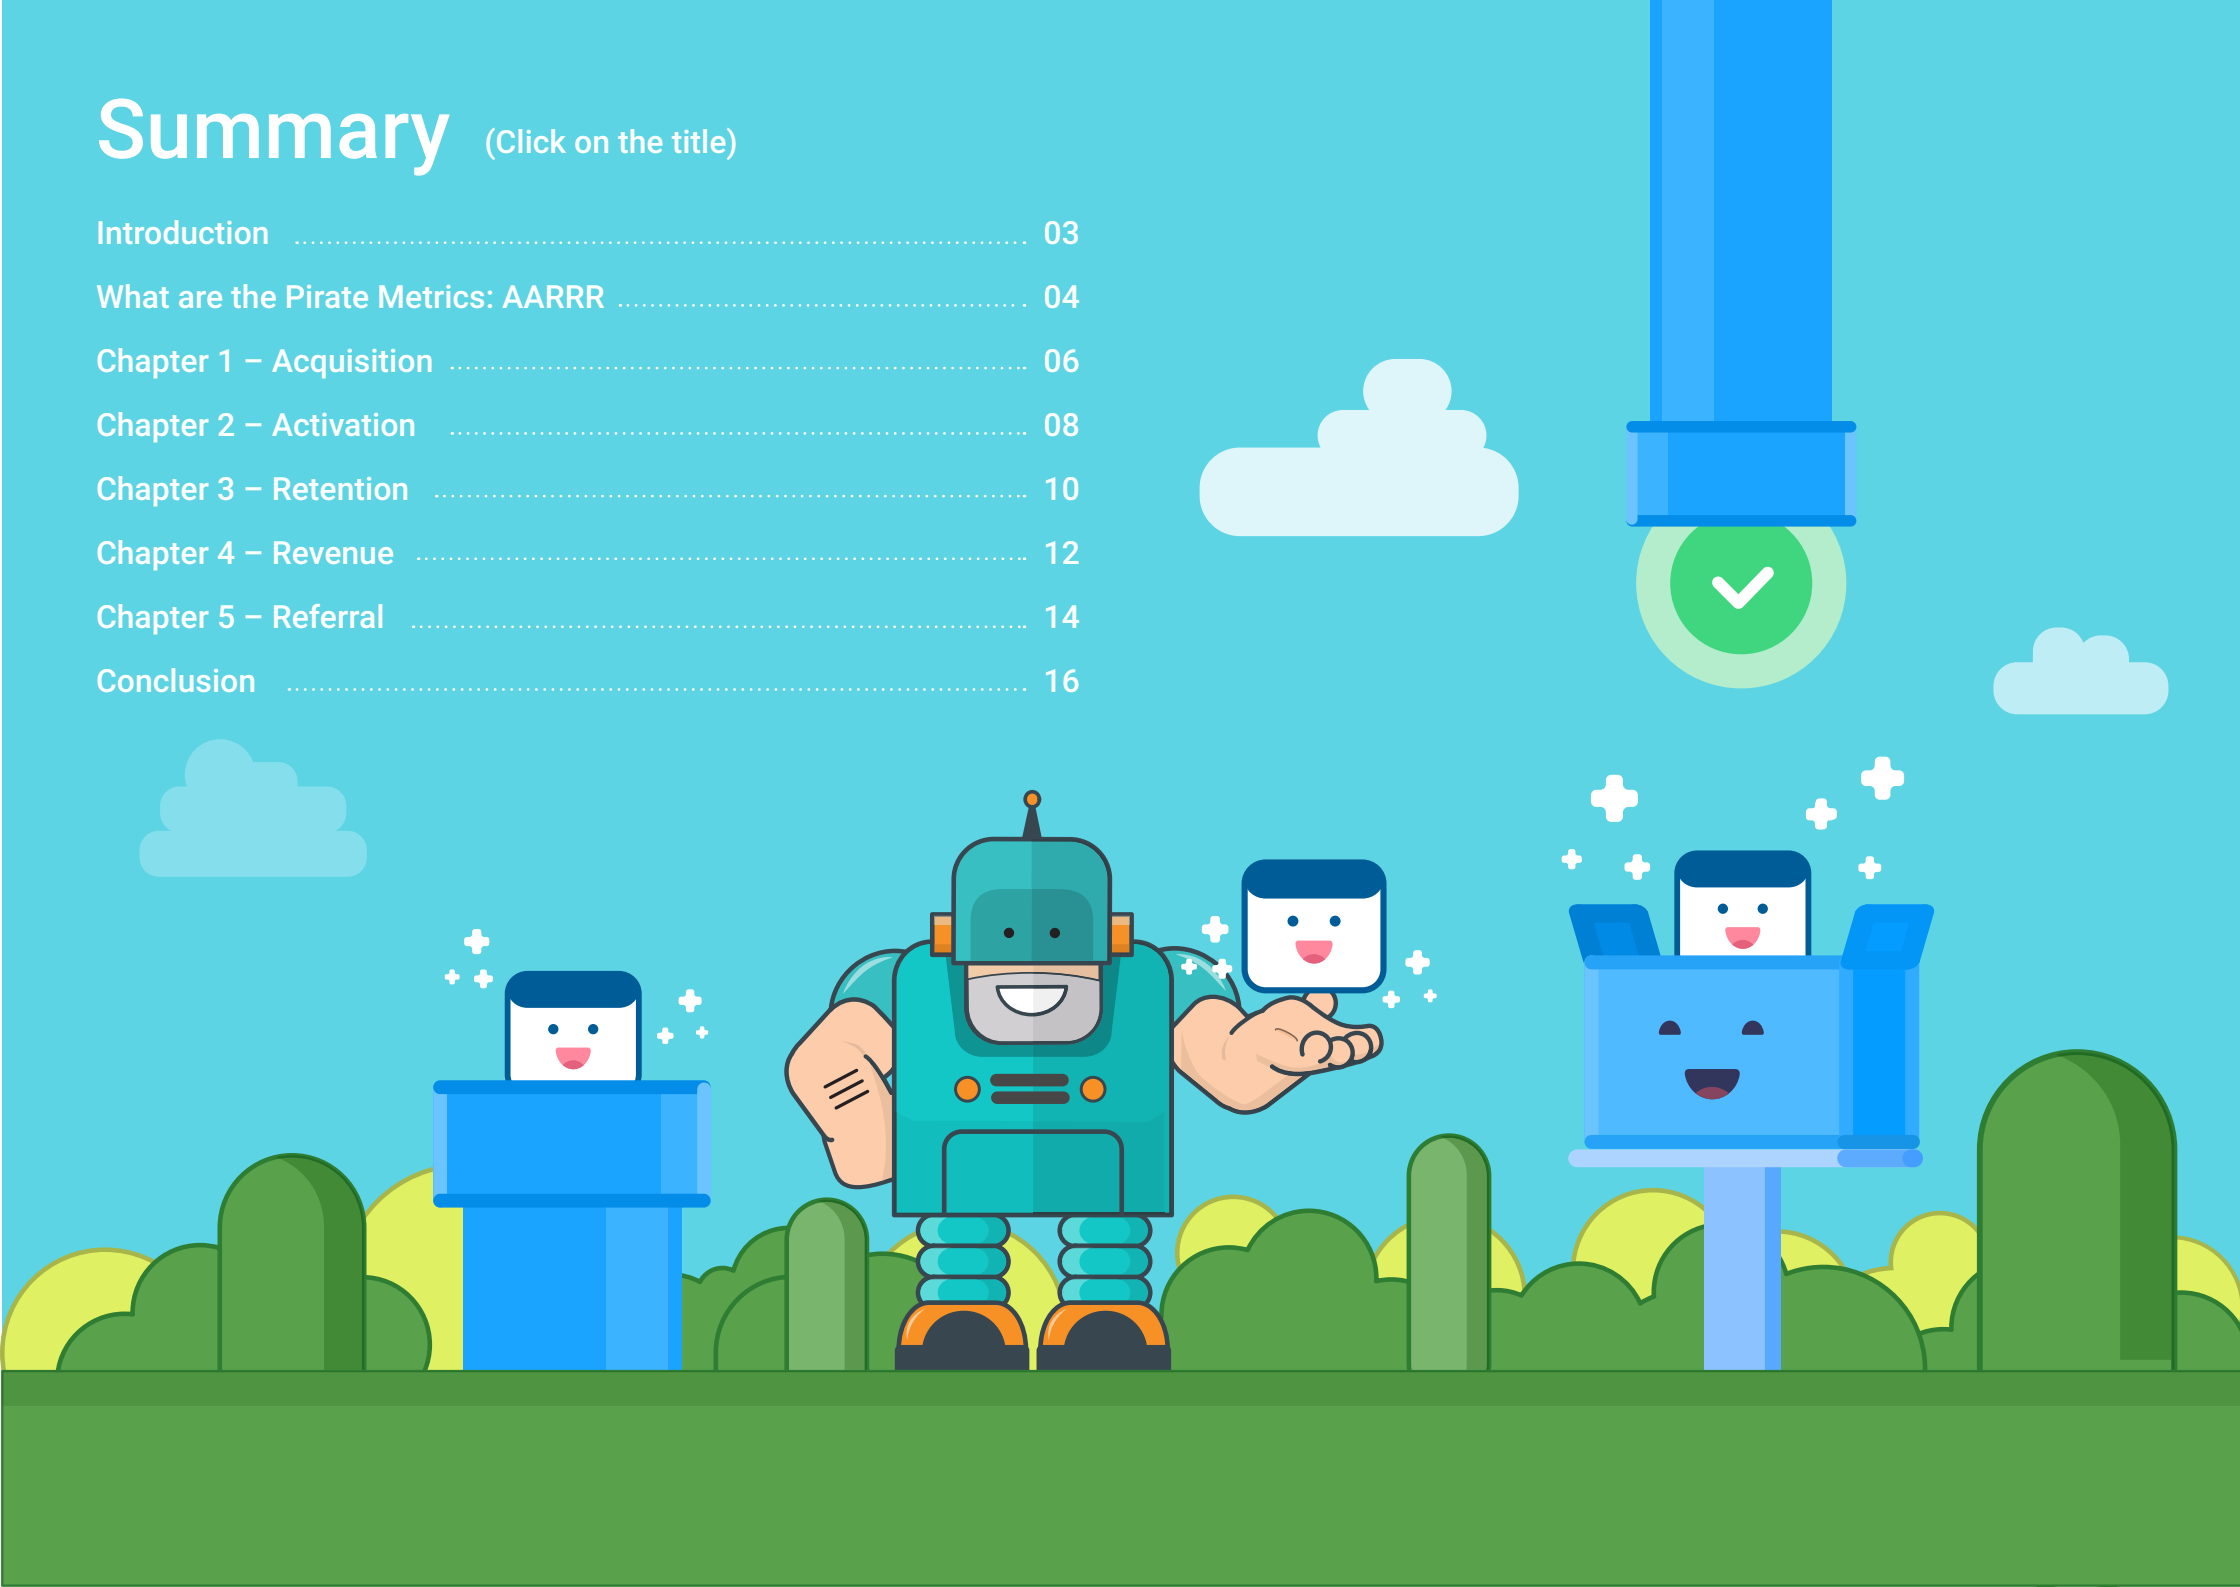 Summary (Click on the title)
Introduction 03
What are the Pirate Metrics: AARRR 04
Chapter 1 – Acquisition 06
Chapter 2 – Activation 08
Chapter 3 – Retention 10
Chapter 4 – Revenue 12
Chapter 5 – Referral 14
Conclusion 16